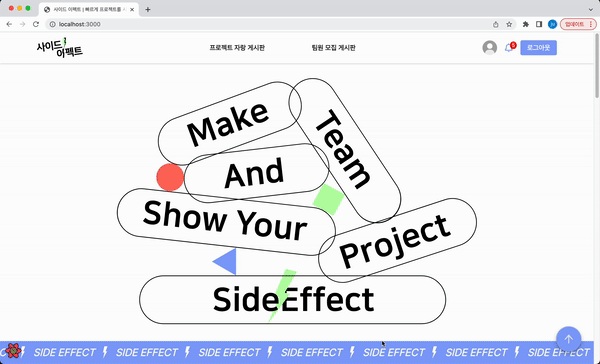 사이드 이펙트 | 빠르게 프로젝트를
localhost:3000
업데이트
사이드
이펙트
프로젝트 자랑 게시판
팀원 모집 게시판
로그아웃
Make
Team
And
Show Your
Project
SideEffect
SIDE EFFECT SIDE EFFECT SIDE EFFECT SIDE EFFECT SIDE EFFECT SIDE EFFECT SIDE EFFECT